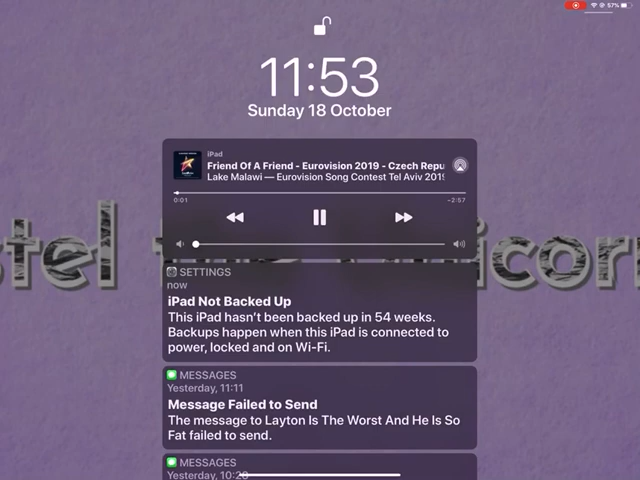 57%
11:53
Sunday 18 October
iPad
Friend Of A Friend - Eurovision 2019 - Czech Repu
Lake Malawi — Eurovision Song Contest Tel Aviv 2019
0:01
-2:57
stel
icorn
SETTINGS
now
iPad Not Backed Up
This iPad hasn't been backed up in 54 weeks.
Backups happen when this iPad is connected to
power, locked and on Wi-Fi.
MESSAGES
Yesterday, 11:11
Message Failed to Send
The message to Layton Is The Worst And He Is So
Fat failed to send.
MESSAGES